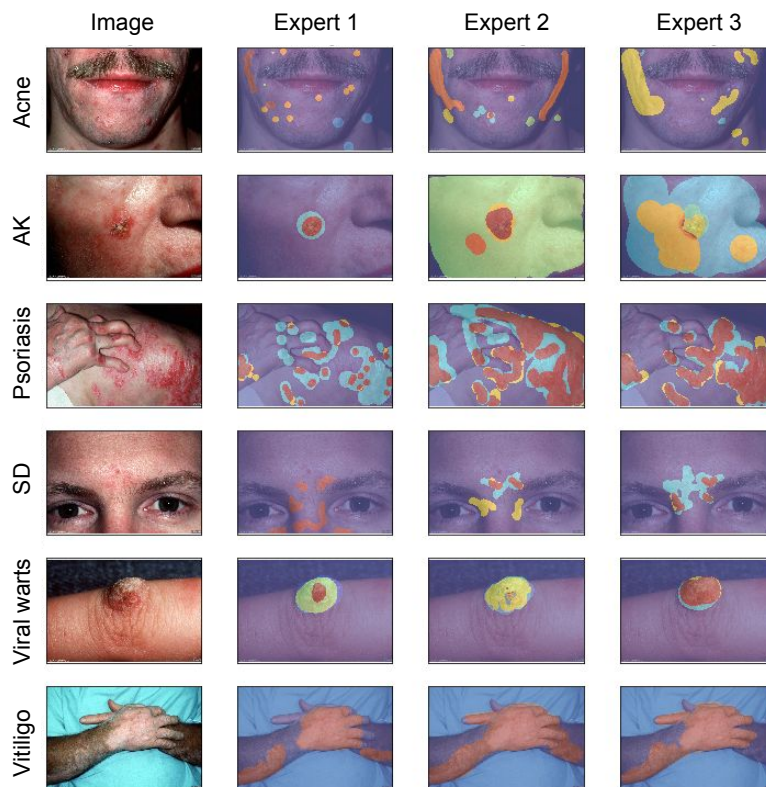 Image Expert 1 Expert 2 Expert 3
Acne
AK
Psoriasis
SD
Viral warts
Vitiligo